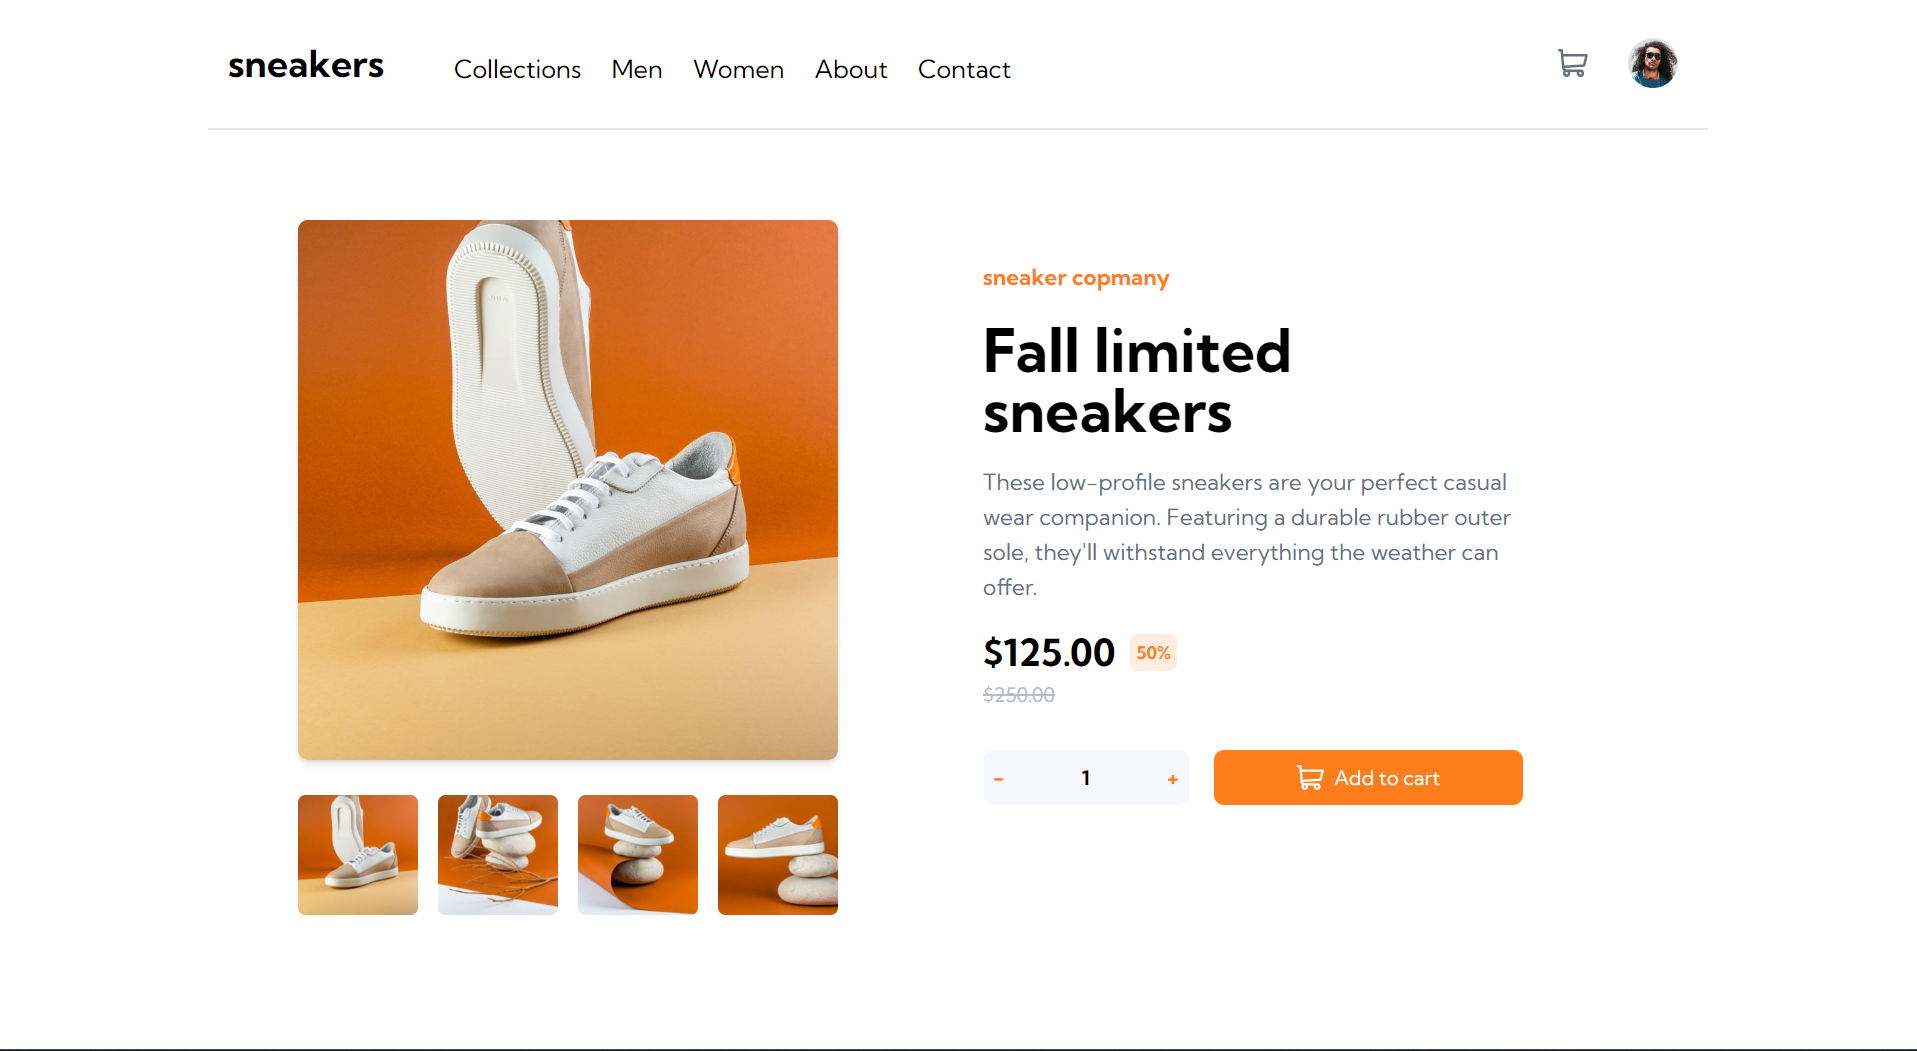 sneakers
Collections Men Women About Contact
sneaker copmany
Fall limited
sneakers
These low-profile sneakers are your perfect casual
wear companion. Featuring a durable rubber outer
sole, they'll withstand everything the weather can
offer.
$125.00 50%
$250.00
- 1 + Add to cart